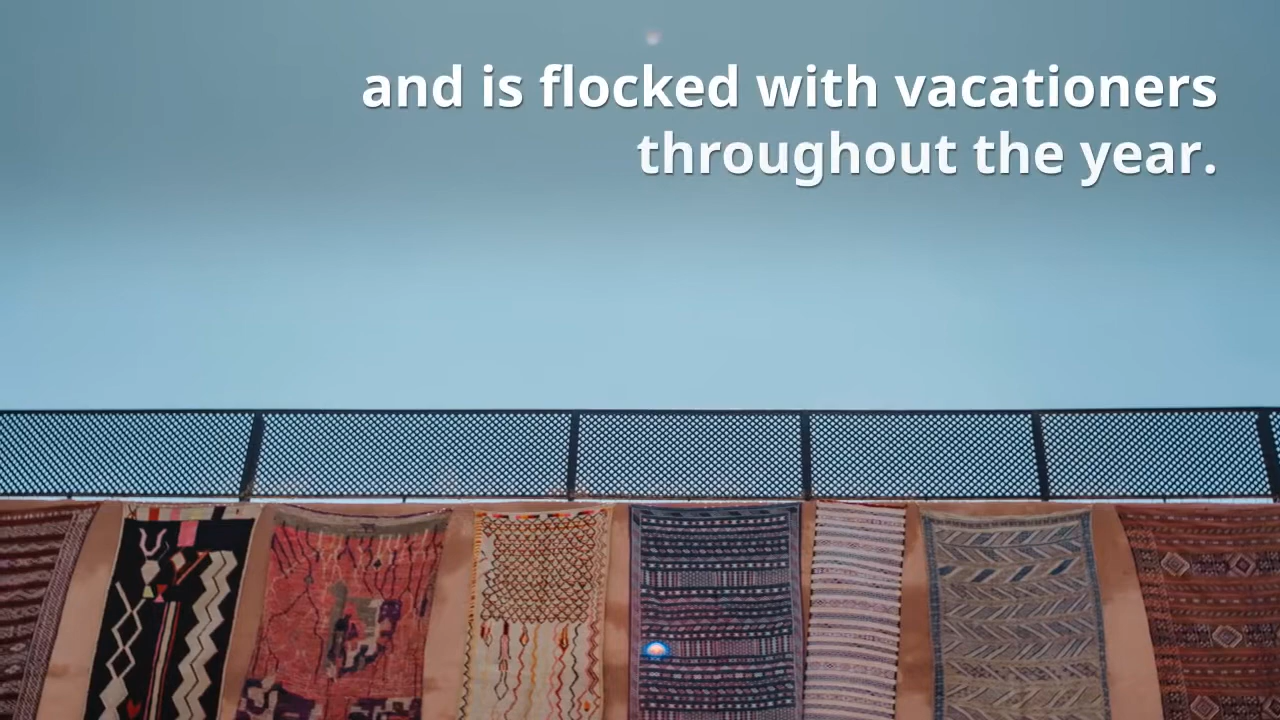 and is flocked with vacationers
throughout the year.